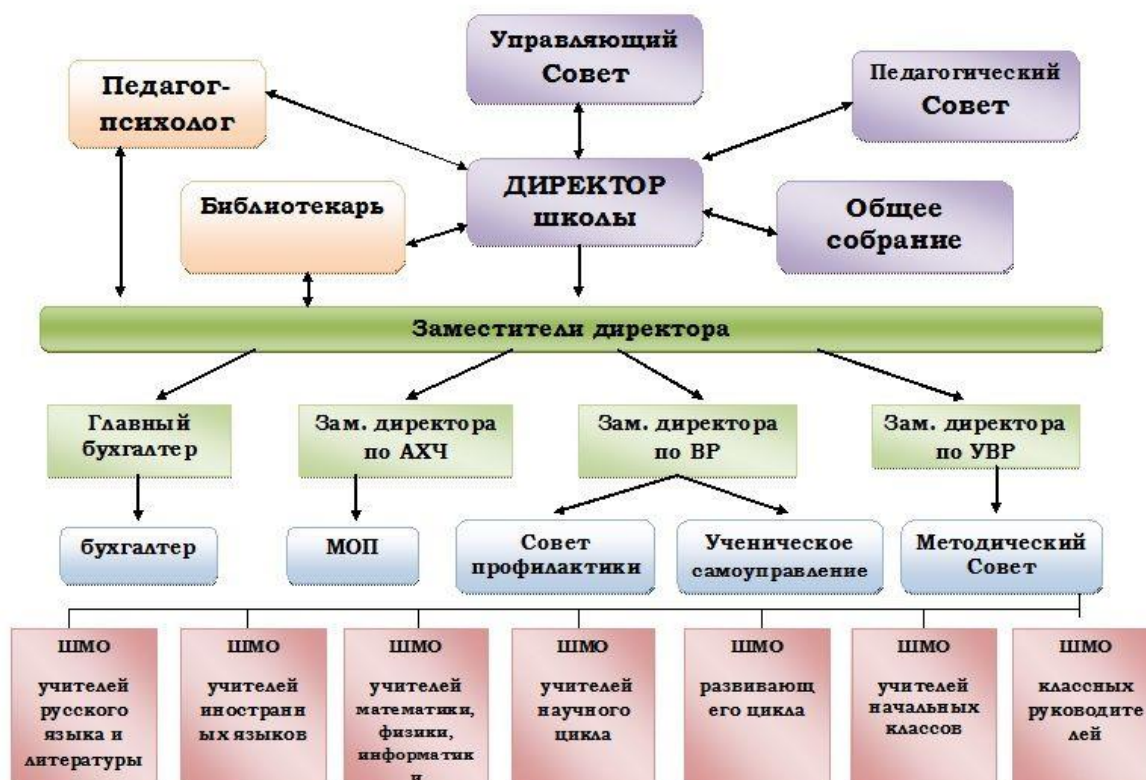 Управляющий
Совет
Педагог-
психолог
Педагогический
Совет
ДИРЕКТОР
школы
Библиотекарь
Общее
собрание
Заместители директора
Главный
бухгалтер
Зам. директора
по АХЧ
Зам. директора
по ВР
Зам. директора
по УВР
бухгалтер
МОП
Совет
профилактики
Ученическое
самоуправление
Методический
Совет
ШМО
учителей
русского
языка и
литературы
ШМО
учителей
иностранн
ых языков
ШМО
учителей
математики,
физики,
информатик
и
ШМО
учителей
научного
цикла
ШМО
развивающ
его цикла
ШМО
учителей
начальных
классов
ШМО
классных
руководите
лей